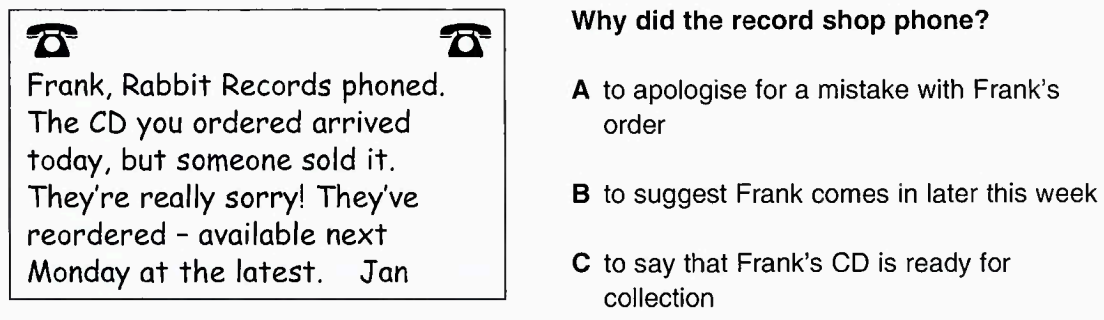 Frank, Rabbit Records phoned.
The CD you ordered arrived
today, but someone sold it.
They're really sorry! They've
reordered – available next
Monday at the latest. Jan
Why did the record shop phone?
A to apologise for a mistake with Frank's
order
B to suggest Frank comes in later this week
C to say that Frank's CD is ready for
collection